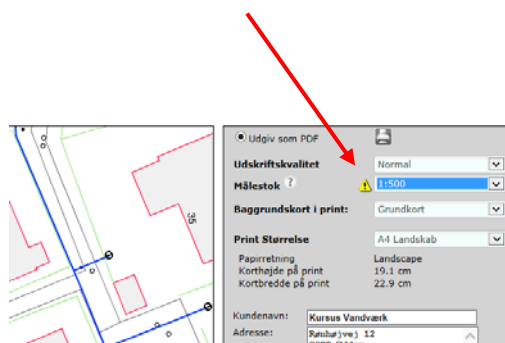 Udgiv som PDF
Udskriftskvalitet Normal
Målestok ? 1:500
Baggrundskort i print: Grundkort
Print Størrelse A4 Landskab
Papirretning Landscape
Korthøjde på print 19.1 cm
Kortbredde på print 22.9 cm
Kundenavn: Kursus Vandværk
Adresse: Rønhøjvej 12
35